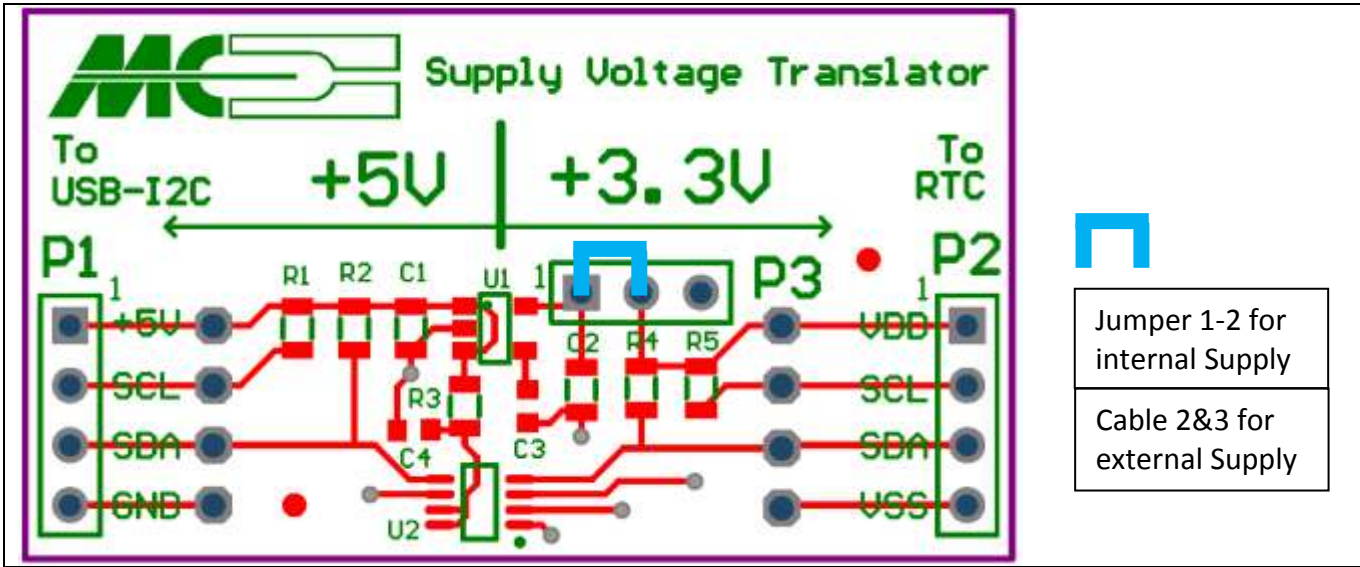 MC
Supply Voltage Translator
To
USB-I2C
+5V
+3.3V
To
RTC
P1
1
R1
R2
C1
U1
1
P3
1
P2
+5V
VDD
C2
R4
R5
SCL
R3
SCL
SDA
C4
C3
SDA
GND
U2
VSS
Jumper 1-2 for
internal Supply
Cable 2&3 for
external Supply